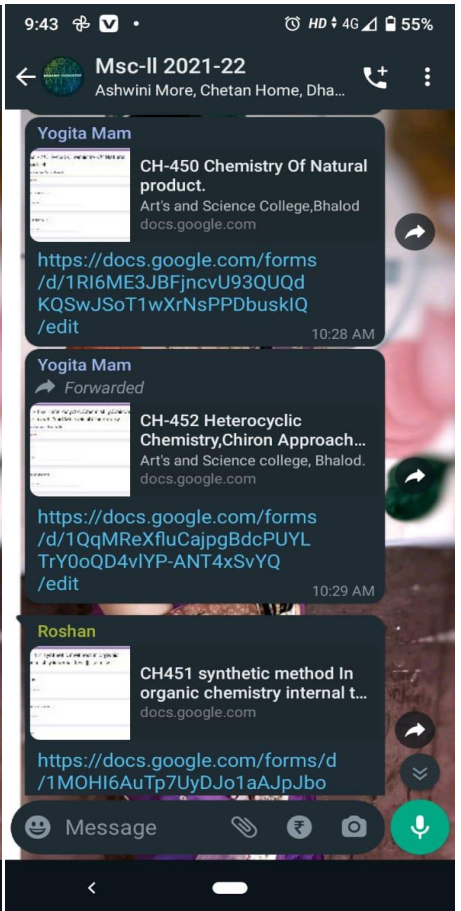 9:43
HD 4G 55%
Msc-ll 2021-22
Ashwini More, Chetan Home, Dha...
Yogita Mam
CH-450 Chemistry Of Natural
product.
Art's and Science College,Bhalod
docs.google.com
https://docs.google.com/forms
/d/1RI6ME3JBFjncvU93QUQd
KQSwJSoT1wXrNsPPDbuskIQ
/edit
10:28 AM
Yogita Mam
Forwarded
CH-452 Heterocyclic
Chemistry,Chiron Approach...
Art's and Science college, Bhalod.
docs.google.com
https://docs.google.com/forms
/d/1QqMReXfluCajpgBdcPUYL
TrY0oQD4vlYP-ANT4xSvYQ
/edit
10:29 AM
Roshan
CH451 synthetic method In
organic chemistry internal t...
docs.google.com
https://docs.google.com/forms/d
/1MOHI6AuTp7UyDJo1aAJpJbo
Message